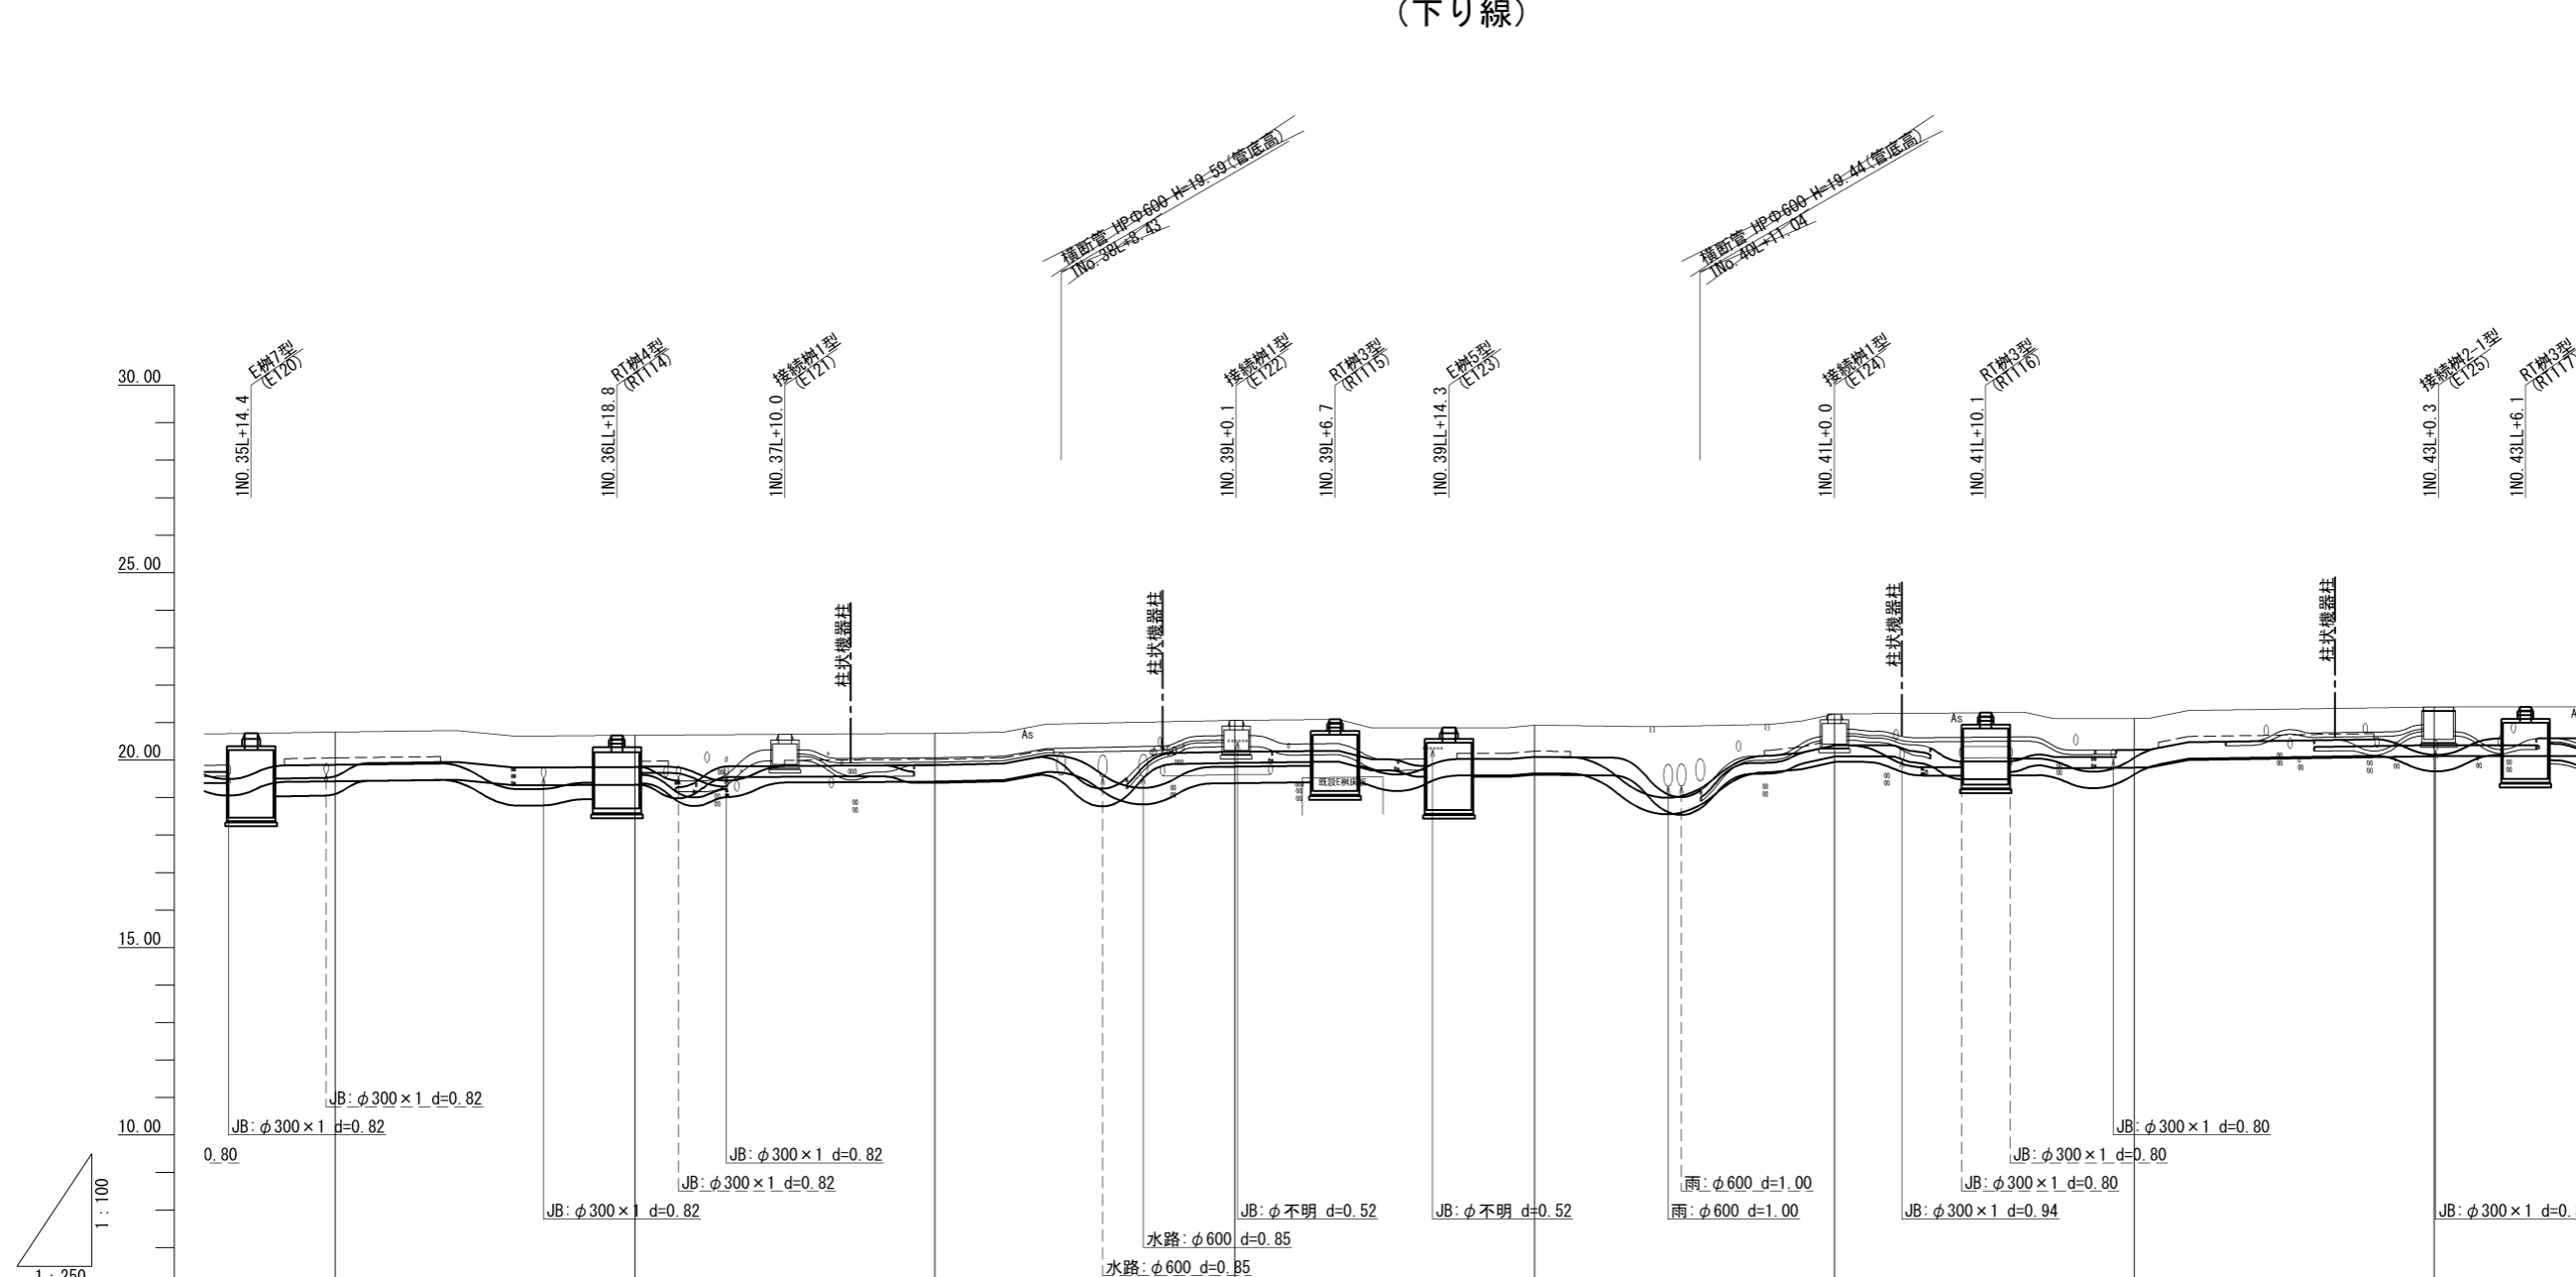 (下り線)
横断管 HPΦ600 H=19.59(管底高)
1No.38L+8.43
横断管 HPΦ600 H=19.44(管底高)
1No.40L+11.04
E桝7型
(E120)
1NO.35L+14.4
RT桝4型
(RT114)
1NO.36LL+18.8
接続桝1型
(E121)
1NO.37L+10.0
接続桝1型
(E122)
1NO.39L+0.1
RT桝3型
(RT115)
1NO.39L+6.7
E桝5型
(E123)
1NO.39LL+14.3
接続桝1型
(E124)
1NO.41L+0.0
RT桝3型
(RT116)
1NO.41L+10.1
接続桝2-1型
(E125)
1NO.43L+0.3
RT桝3型
(RT117
1NO.43LL+6.1
30.00
25.00
20.00
15.00
10.00
柱状機器柱
柱状機器柱
柱状機器柱
柱状機器柱
As
As
JB:φ300×1 d=0.82
JB:φ300×1 d=0.82
0.80
JB:φ300×1 d=0.82
JB:φ300×1 d=0.82
JB:φ300×1 d=0.82
水路:φ600 d=0.85
水路:φ600 d=0.85
JB:φ不明 d=0.52
JB:φ不明 d=0.52
雨:φ600 d=1.00
雨:φ600 d=1.00
JB:φ300×1 d=0.94
JB:φ300×1 d=0.80
JB:φ300×1 d=0.80
JB:φ300×1 d=0.80
JB:φ300×1 d=0.
1:100
1:250